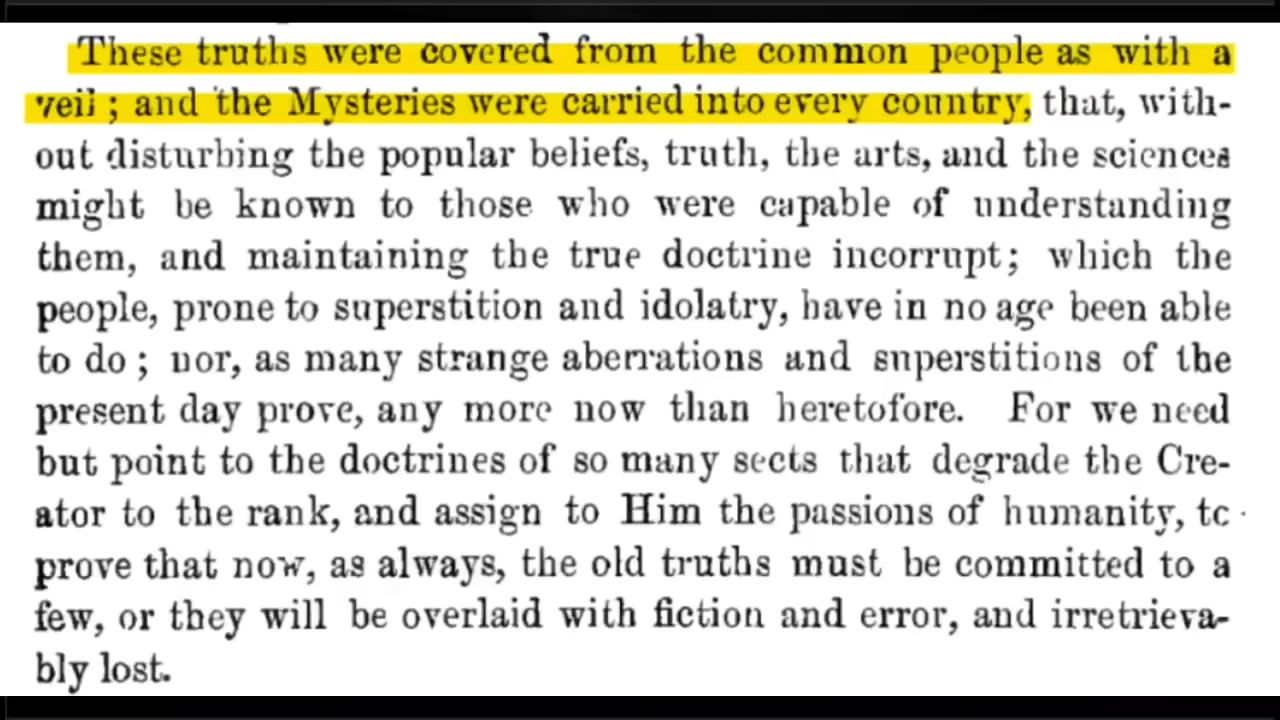 These truths were covered from the common people as with a
veil; and the Mysteries were carried into every country, that, with-
out disturbing the popular beliefs, truth, the arts, and the sciences
might be known to those who were capable of understanding
them, and maintaining the true doctrine incorrupt; which the
people, prone to superstition and idolatry, have in no age been able
to do; nor, as many strange aberrations and superstitions of the
present day prove, any more now than heretofore. For we need
but point to the doctrines of so many sects that degrade the Cre-
ator to the rank, and assign to Him the passions of humanity, to
prove that now, as always, the old truths must be committed to a
few, or they will be overlaid with fiction and error, and irretrieva-
bly lost.